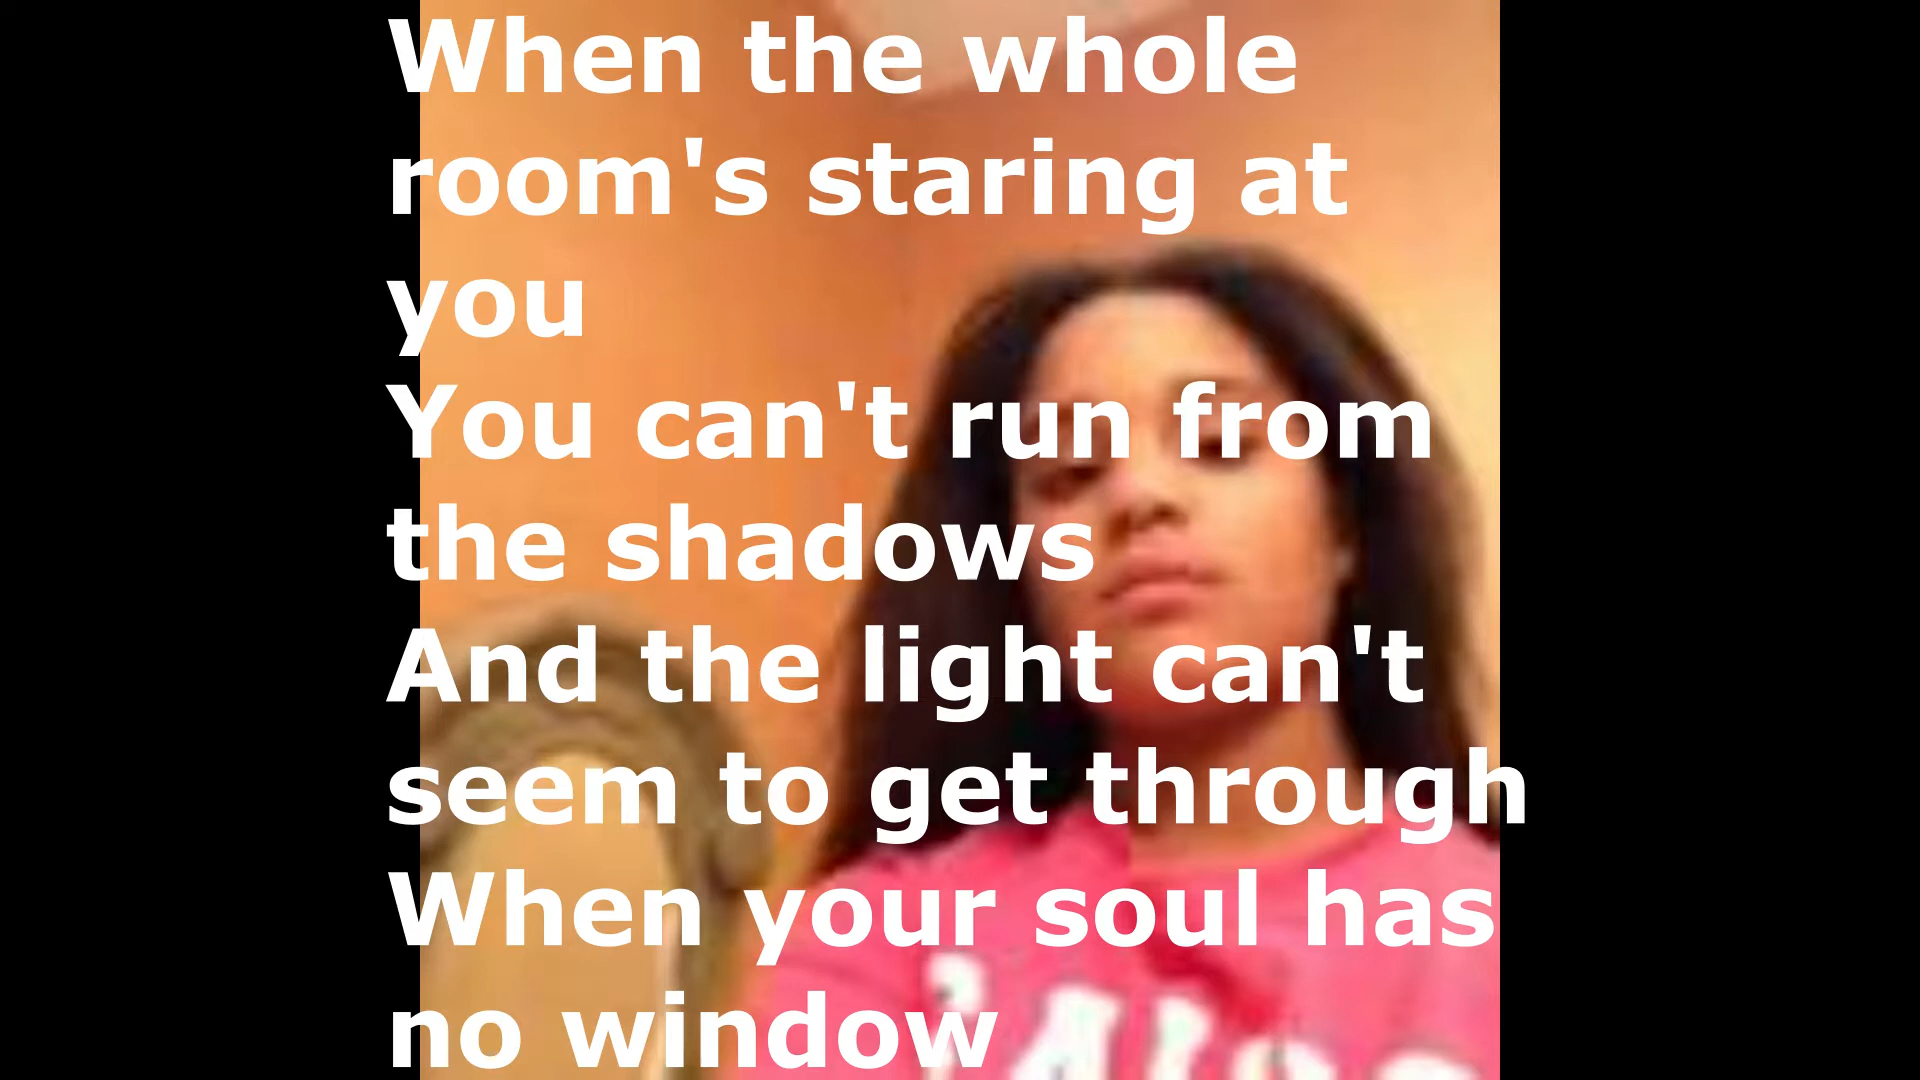 When the whole
room's staring at
you
You can't run from
the shadows
And the light can't
seem to get through
When your soul has
no window